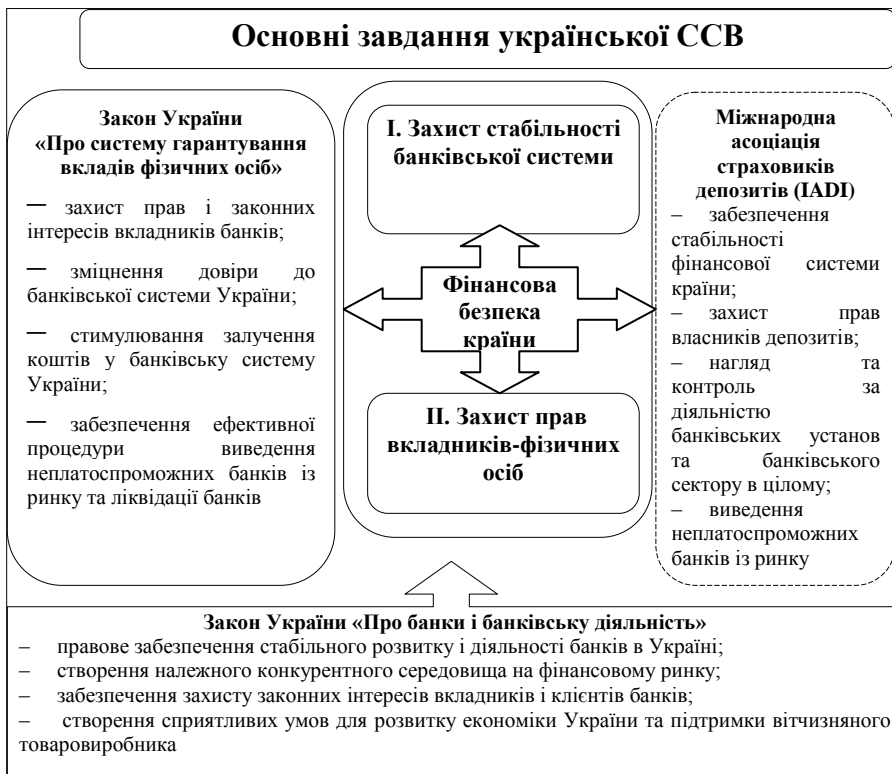 Основні завдання української ССВ
Закон України
«Про систему гарантування
вкладів фізичних осіб»
— захист прав і законних
інтересів вкладників банків;
— зміцнення довіри до
банківської системи України;
— стимулювання залучення
коштів у банківську систему
України;
— забезпечення ефективної
процедури виведення
неплатоспроможних банків із
ринку та ліквідації банків
І. Захист стабільності
банківської системи
Фінансова
безпека
країни
ІІ. Захист прав
вкладників-фізичних
осіб
Міжнародна
асоціація
страховиків
депозитів (IADI)
– забезпечення
стабільності
фінансової системи
країни;
– захист прав
власників депозитів;
– нагляд та
контроль за
діяльністю
банківських установ
та банківського
сектору в цілому;
– виведення
неплатоспроможних
банків із ринку
Закон України «Про банки і банківську діяльність»
– правове забезпечення стабільного розвитку і діяльності банків в Україні;
– створення належного конкурентного середовища на фінансовому ринку;
– забезпечення захисту законних інтересів вкладників і клієнтів банків;
– створення сприятливих умов для розвитку економіки України та підтримки вітчизняного
товаровиробника